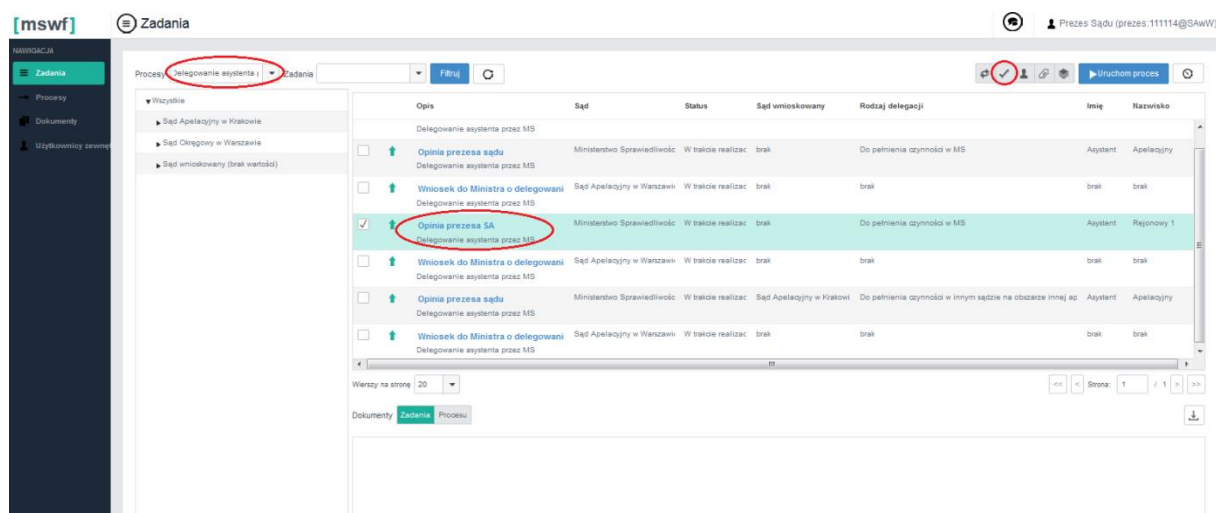 [mswf]
Zadania
Prezes Sądu (prezes:111114@SAwW)
NAWIGACJA
Zadania
Procesy
Dokumenty
Użytkownicy zewnęt
Procesy Delegowanie asystenta Zadania Filtruj Uruchom proces
Wszystkie
Sąd Apelacyjny w Krakowie
Sąd Okręgowy w Warszawie
Sąd wnioskowany (brak wartości)
Opis Sąd Status Sąd wnioskowany Rodzaj delegacji Imię Nazwisko
Delegowanie asystenta przez MS
Opinia prezesa sądu Ministerstwo Sprawiedliwośc W trakcie realizac brak Do pełnienia czynności w MS Asystent Apelacyjny
Delegowanie asystenta przez MS
Wniosek do Ministra o delegowani Sąd Apelacyjny w Warszawi W trakcie realizac brak brak brak brak
Delegowanie asystenta przez MS
Opinia prezesa SA Ministerstwo Sprawiedliwośc W trakcie realizac brak Do pełnienia czynności w MS Asystent Rejonowy 1
Delegowanie asystenta przez MS
Wniosek do Ministra o delegowani Sąd Apelacyjny w Warszawi W trakcie realizac brak brak brak brak
Delegowanie asystenta przez MS
Opinia prezesa sądu Ministerstwo Sprawiedliwośc W trakcie realizac Sąd Apelacyjny w Krakowi Do pełnienia czynności w innym sądzie na obszarze innej ap Asystent Apelacyjny
Delegowanie asystenta przez MS
Wniosek do Ministra o delegowani Sąd Apelacyjny w Warszawi W trakcie realizac brak brak brak brak
Delegowanie asystenta przez MS
Wierszy na stronę 20 << < Strona: 1 / 1 > >>
Dokumenty Zadania Procesu